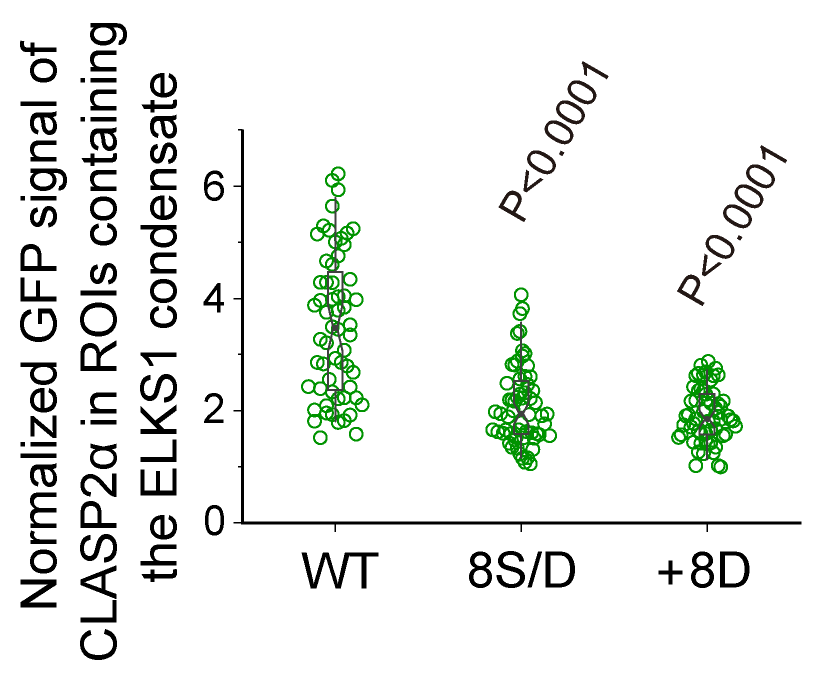 Normalized GFP signal of
CLASP2α in ROIs containing
the ELKS1 condensate
P<0.0001
P<0.0001
6
4
2
0
WT
8S/D
+8D